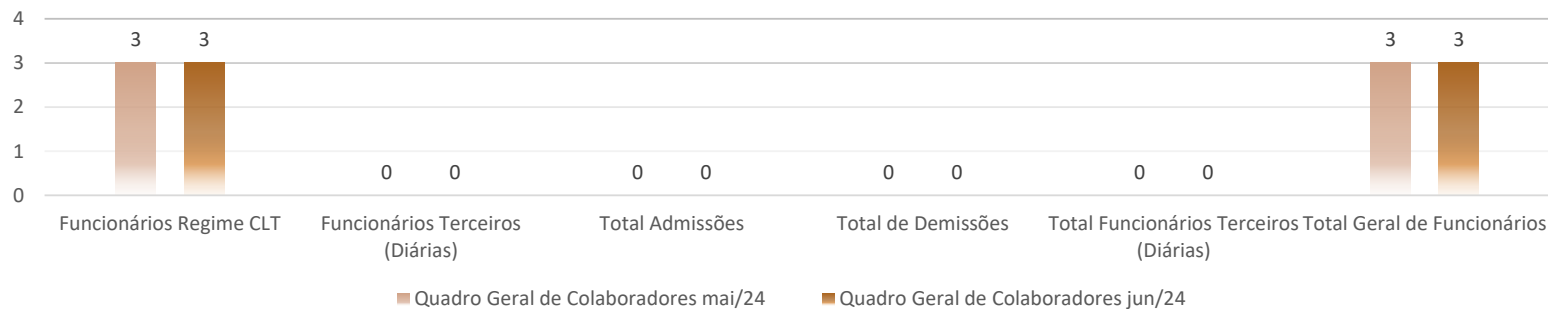 4
3 3 3 3
3
2
1
0 0 0 0 0 0 0 0
0
Funcionários Regime CLT Funcionários Terceiros Total Admissões Total de Demissões Total Funcionários Terceiros Total Geral de Funcionários
(Diárias) (Diárias)
Quadro Geral de Colaboradores mai/24 Quadro Geral de Colaboradores jun/24